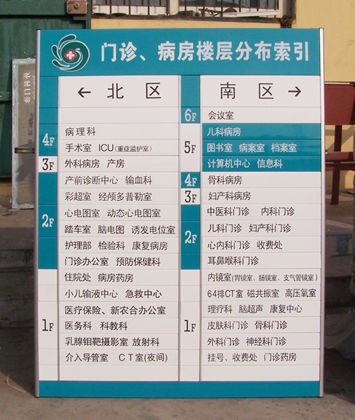 门诊、病房楼层分布索引
← 北区
南区 →
病理科
4F 手术室 ICU(重症监护室)
3F 外科病房 产房
产前诊断中心 输血科
彩超室 经颅多普勒室
2F 心电图室 动态心电图室
踏车室 脑电图 诱发电位室
护理部 检验科 康复病房
门诊办公室 预防保健科
住院处 病房药房
小儿输液中心 急救中心
医疗保险、新农合办公室
1F 医务科 科教科
乳腺钼靶摄影室 放射科
介入导管室 CT室(夜间)
6F 会议室
儿科病房
5F 图书室 病案室 档案室
计算机中心 信息科
4F 骨科病房
3F 妇产科病房
中医科门诊 内科门诊
2F 儿科门诊 妇产科门诊
心内科门诊 收费处
耳鼻喉科门诊
内镜室(胃镜室、肠镜室、支气管镜室)
64排CT室 磁共振室 高压氧室
理疗科 脑超声 康复中心
1F 皮肤科门诊 骨科门诊
外科门诊 神经科门诊
挂号、收费处 门诊药房